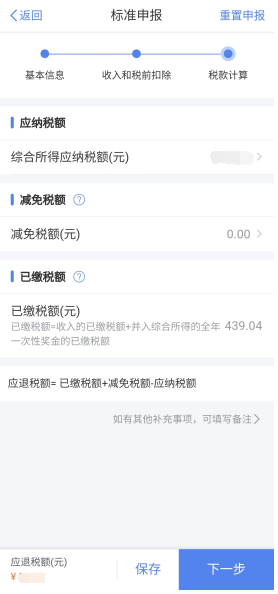 返回 标准申报 重置申报
基本信息 收入和税前扣除 税款计算
应纳税额
综合所得应纳税额(元)
减免税额 ?
减免税额(元) 0.00
已缴税额 ?
已缴税额(元)
已缴税额=收入的已缴税额+并入综合所得的全年 439.04
一次性奖金的已缴税额
应退税额= 已缴税额+减免税额-应纳税额
如有其他补充事项，可填写备注
应退税额(元) 保存 下一步
¥